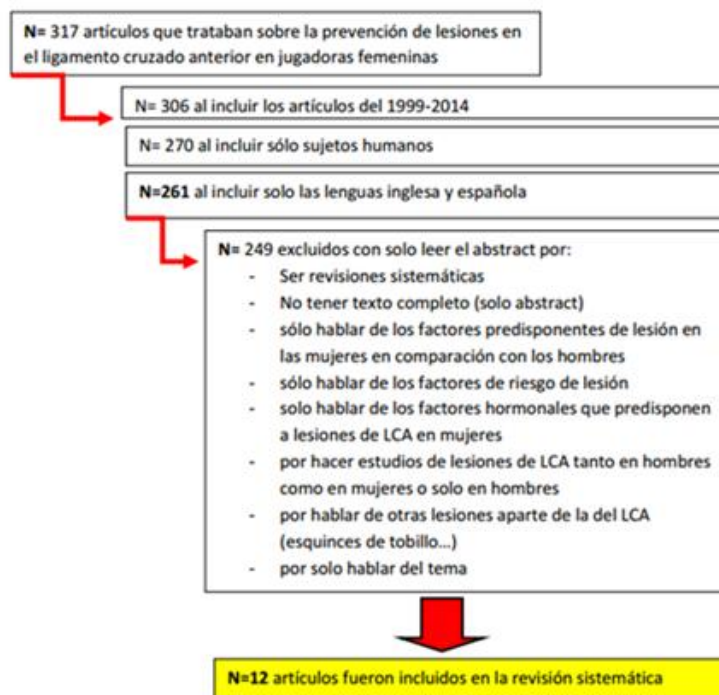 N= 317 artículos que trataban sobre la prevención de lesiones en
el ligamento cruzado anterior en jugadoras femeninas
N= 306 al incluir los artículos del 1999-2014
N= 270 al incluir sólo sujetos humanos
N=261 al incluir solo las lenguas inglesa y española
N= 249 excluidos con solo leer el abstract por:
- Ser revisiones sistemáticas
- No tener texto completo (solo abstract)
- sólo hablar de los factores predisponentes de lesión en
las mujeres en comparación con los hombres
- sólo hablar de los factores de riesgo de lesión
- solo hablar de los factores hormonales que predisponen
a lesiones de LCA en mujeres
- por hacer estudios de lesiones de LCA tanto en hombres
como en mujeres o solo en hombres
- por hablar de otras lesiones aparte de la del LCA
(esquinces de tobillo...)
- por solo hablar del tema
N=12 artículos fueron incluidos en la revisión sistemática